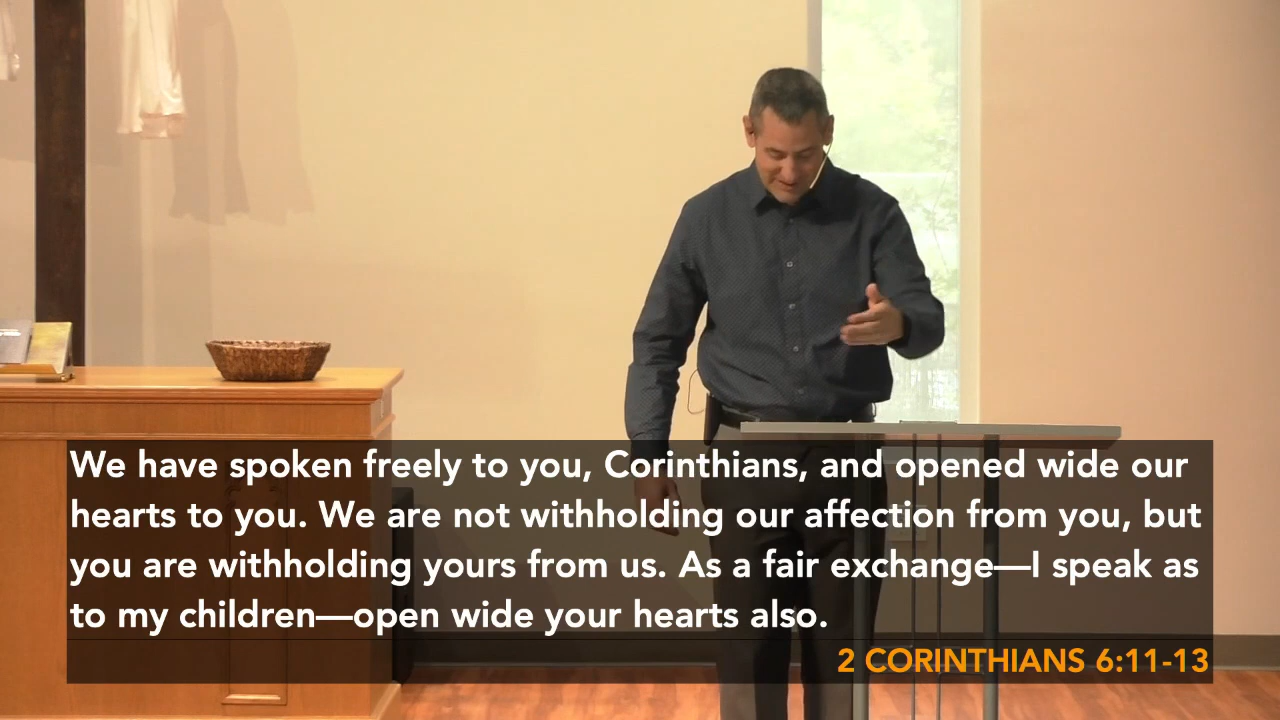 We have spoken freely to you, Corinthians, and opened wide our
hearts to you. We are not withholding our affection from you, but
you are withholding yours from us. As a fair exchange—I speak as
to my children—open wide your hearts also.
2 CORINTHIANS 6:11-13